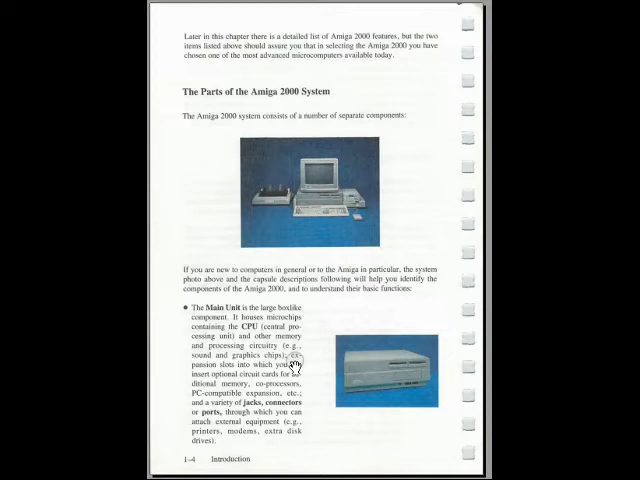 Later in this chapter there is a detailed list of Amiga 2000 features, but the two
items listed above should assure you that in selecting the Amiga 2000 you have
chosen one of the most advanced microcomputers available today.
The Parts of the Amiga 2000 System
The Amiga 2000 system consists of a number of separate components:
If you are new to computers in general or to the Amiga in particular, the system
photo above and the capsule descriptions following will help you identify the
components of the Amiga 2000, and to understand their basic functions:
● The Main Unit is the large boxlike
component. It houses microchips
containing the CPU (central pro-
cessing unit) and other memory
and processing circuitry (e.g.,
sound and graphics chips); ex-
pansion slots into which you
insert optional circuit cards for
ditional memory, co-processors,
PC-compatible expansion, etc.;
and a variety of jacks, connectors
or ports, through which you can
attach external equipment (e.g.,
printers, modems, extra disk
drives).
1–4 Introduction